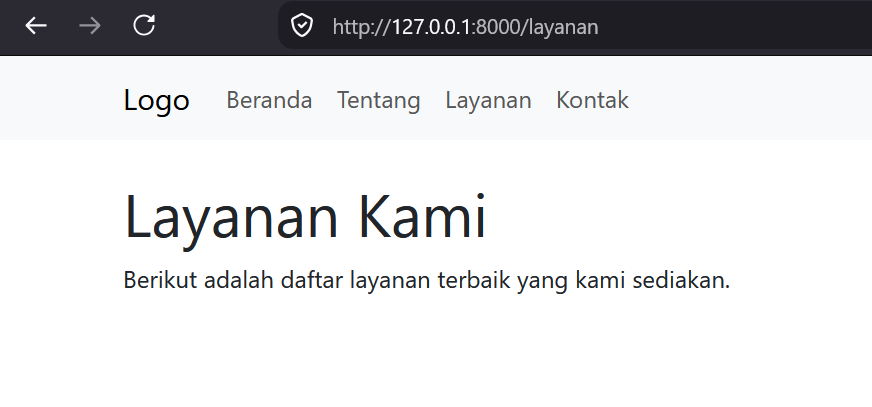 http://127.0.0.1:8000/layanan
Logo Beranda Tentang Layanan Kontak
Layanan Kami
Berikut adalah daftar layanan terbaik yang kami sediakan.